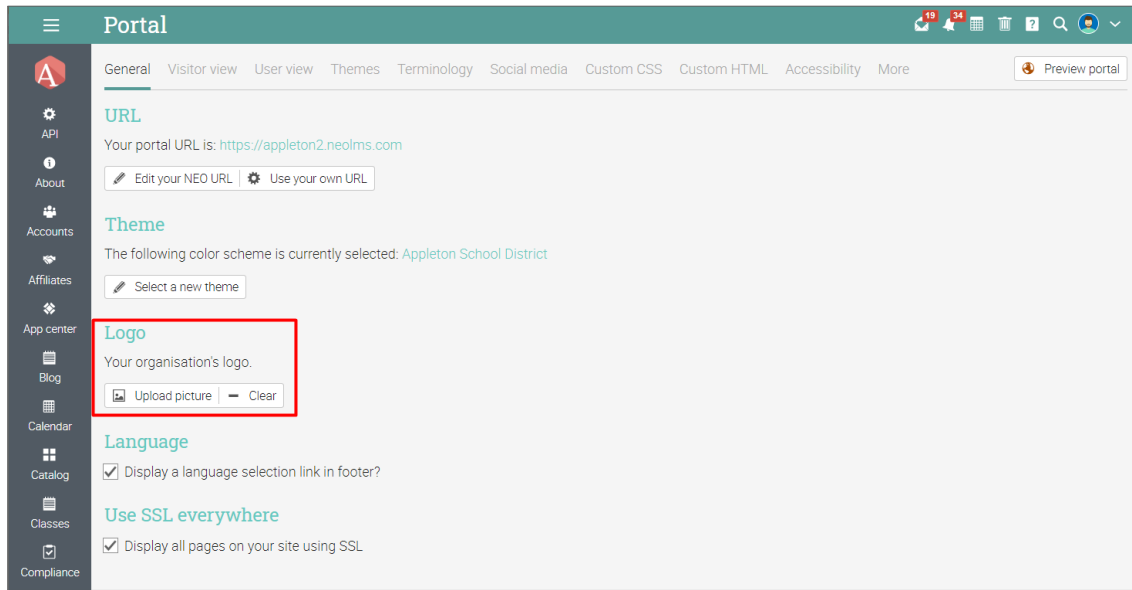 Portal
19
34
?
A
General Visitor view User view Themes Terminology Social media Custom CSS Custom HTML Accessibility More
Preview portal
API
About
Accounts
Affiliates
App center
Blog
Calendar
Catalog
Classes
Compliance
URL
Your portal URL is: https://appleton2.neolms.com
Edit your NEO URL Use your own URL
Theme
The following color scheme is currently selected: Appleton School District
Select a new theme
Logo
Your organisation's logo.
Upload picture Clear
Language
Display a language selection link in footer?
Use SSL everywhere
Display all pages on your site using SSL